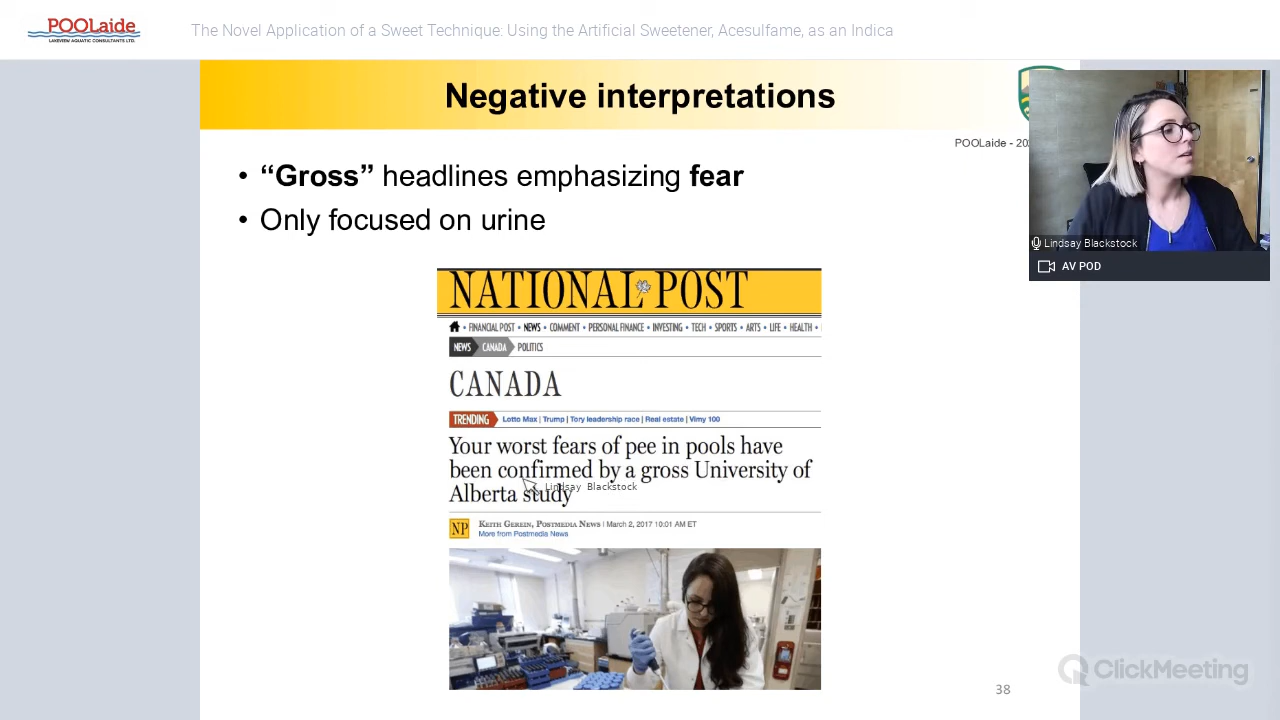 POOLaide
LAKEVIEW AQUATIC CONSULTANTS LTD.
The Novel Application of a Sweet Technique: Using the Artificial Sweetener, Acesulfame, as an Indica
Negative interpretations
POOLaide - 20
• “Gross” headlines emphasizing fear
• Only focused on urine
Lindsay Blackstock
AV POD
NATIONAL POST
• FINANCIAL POST • NEWS • COMMENT • PERSONAL FINANCE • INVESTING • TECH • SPORTS • ARTS • LIFE • HEALTH •
NEWS CANADA POLITICS
CANADA
TRENDING Lotto Max | Trump | Tory leadership race | Real estate | Vimy 100
Your worst fears of pee in pools have
been confirmed by a gross University of
Alberta study
Lindsay Blackstock
NP KEITH GEREIN, POSTMEDIA NEWS | March 2, 2017 10:01 AM ET
More from Postmedia News
38
ClickMeeting